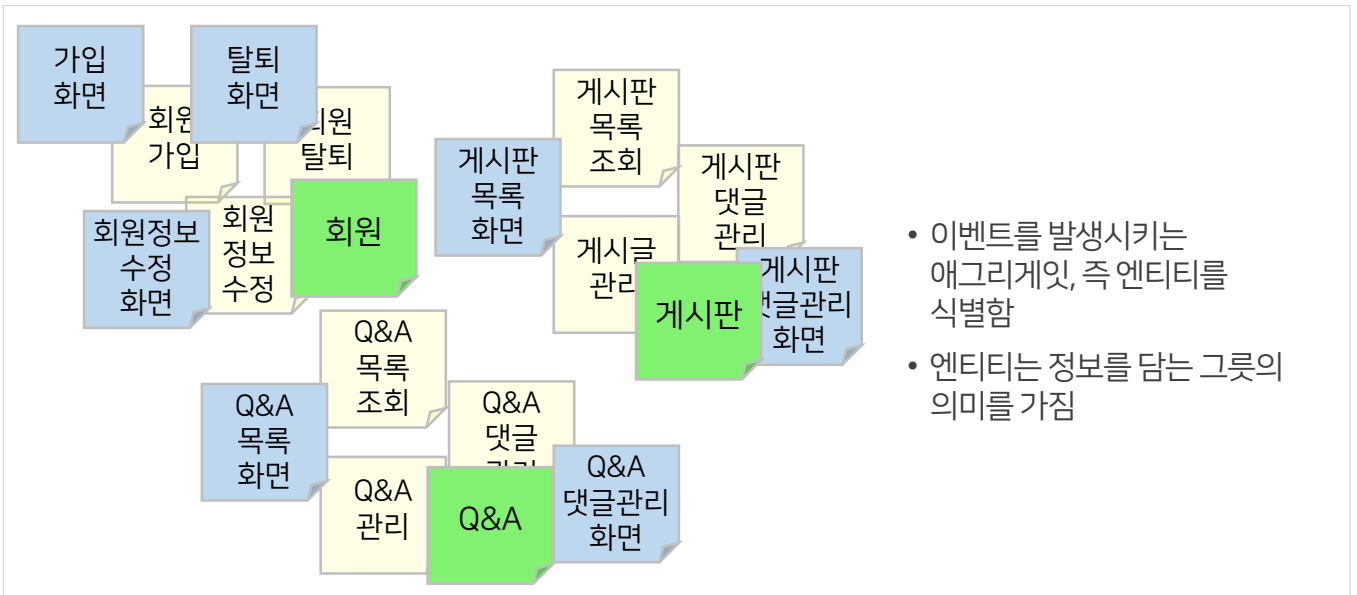 가입
화면
탈퇴
화면
회원
가입
회원
탈퇴
회원정보
수정
화면
회원
정보
수정
회원
게시판
목록
조회
게시판
목록
화면
게시판
댓글
관리
게시글
관리
게시판
게시판
댓글관리
화면
Q&A
목록
조회
Q&A
목록
화면
Q&A
댓글
Q&A
관리
Q&A
Q&A
댓글관리
화면
• 이벤트를 발생시키는
애그리게잇, 즉 엔티티를
식별함
• 엔티티는 정보를 담는 그릇의
의미를 가짐